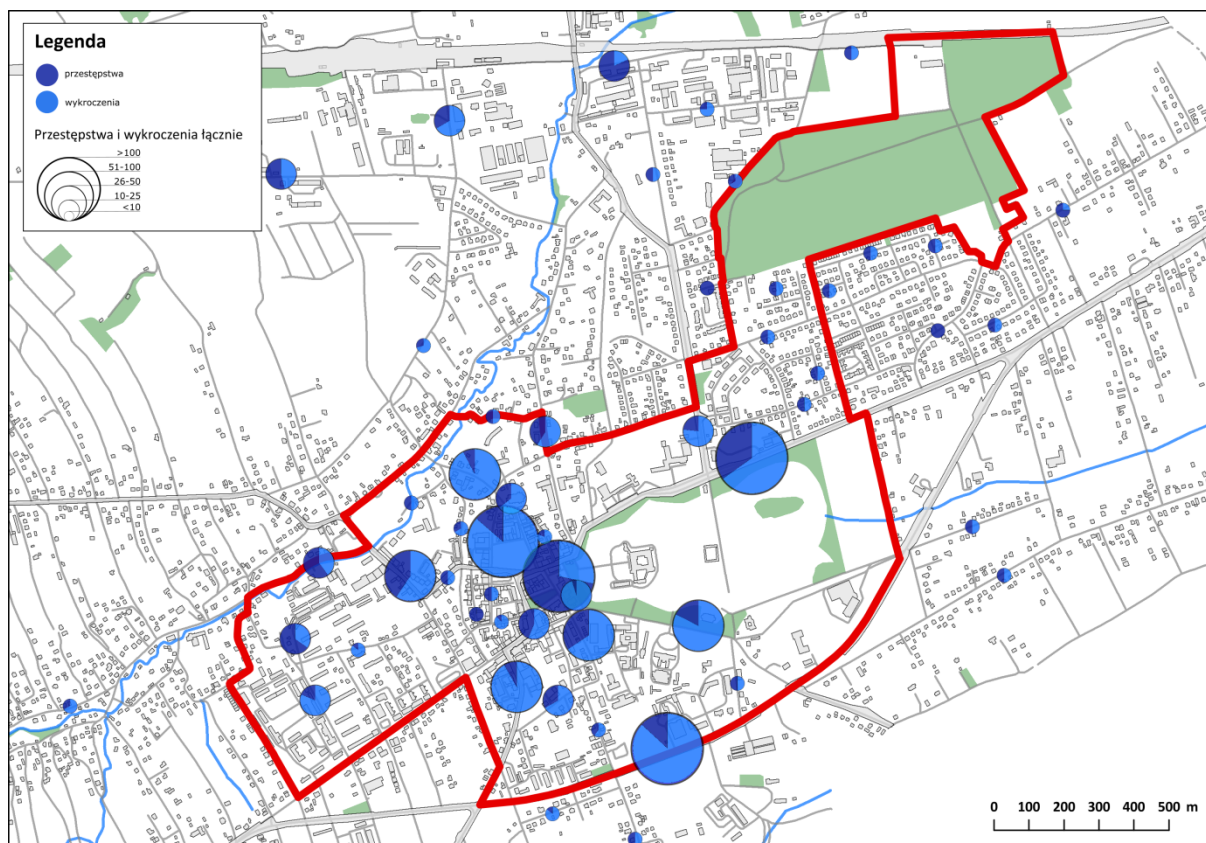 Legenda
przestępstwa
wykroczenia
Przestępstwa i wykroczenia łącznie
>100
51-100
26-50
10-25
<10
0 100 200 300 400 500 m